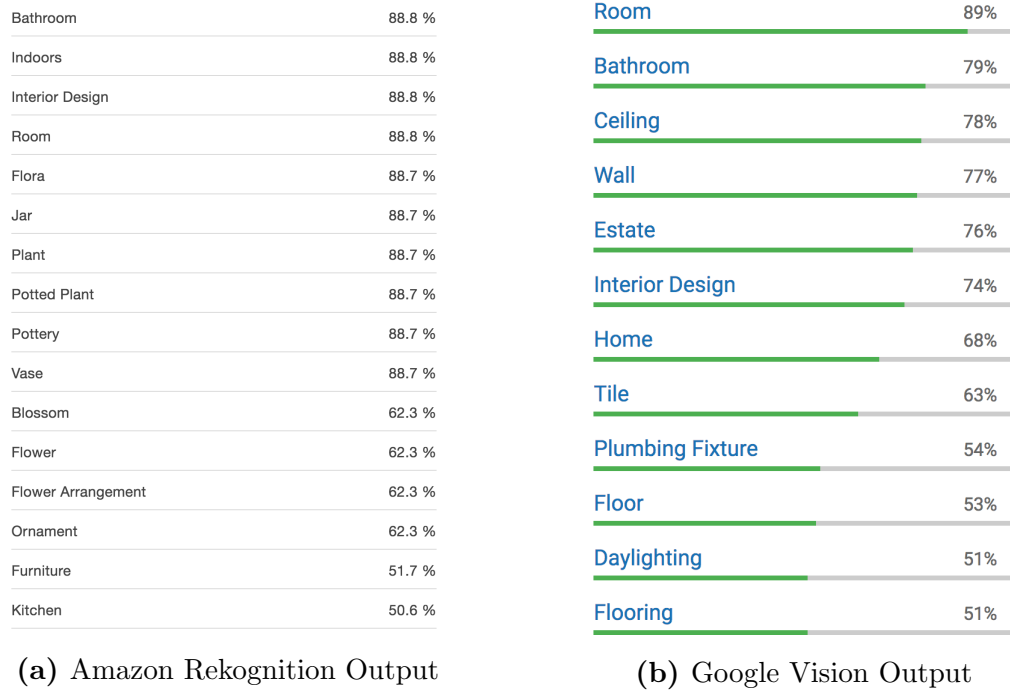 Bathroom 88.8 %
Indoors 88.8 %
Interior Design 88.8 %
Room 88.8 %
Flora 88.7 %
Jar 88.7 %
Plant 88.7 %
Potted Plant 88.7 %
Pottery 88.7 %
Vase 88.7 %
Blossom 62.3 %
Flower 62.3 %
Flower Arrangement 62.3 %
Ornament 62.3 %
Furniture 51.7 %
Kitchen 50.6 %
(a) Amazon Rekognition Output
Room 89%
Bathroom 79%
Ceiling 78%
Wall 77%
Estate 76%
Interior Design 74%
Home 68%
Tile 63%
Plumbing Fixture 54%
Floor 53%
Daylighting 51%
Flooring 51%
(b) Google Vision Output